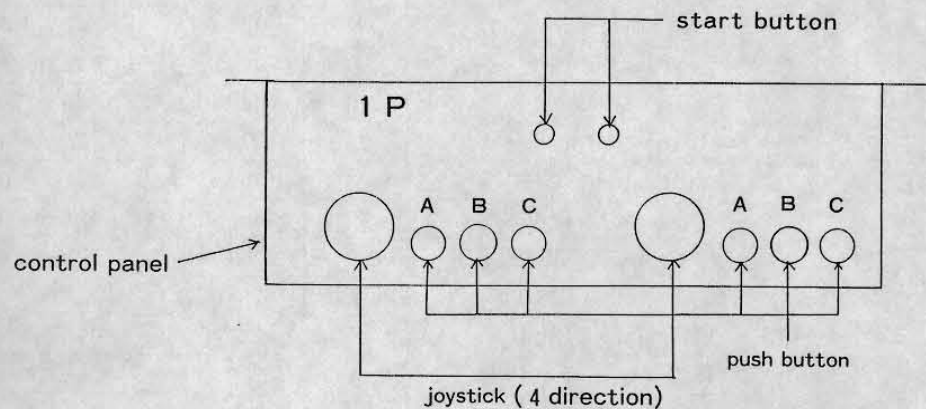 start button
1 P
A B C A B C
control panel
push button
joystick ( 4 direction)